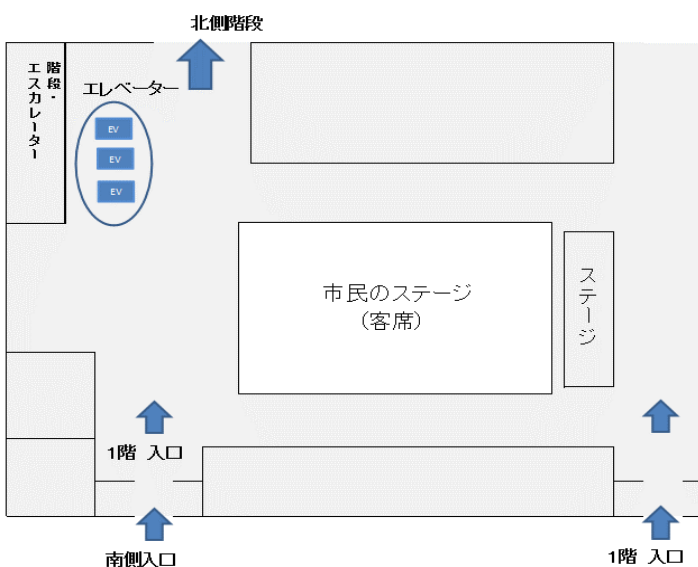 北側階段
階段・
エスカレーター
エレベーター
EV
EV
EV
市民のステージ
(客席)
ステージ
1階 入口
南側入口
1階 入口